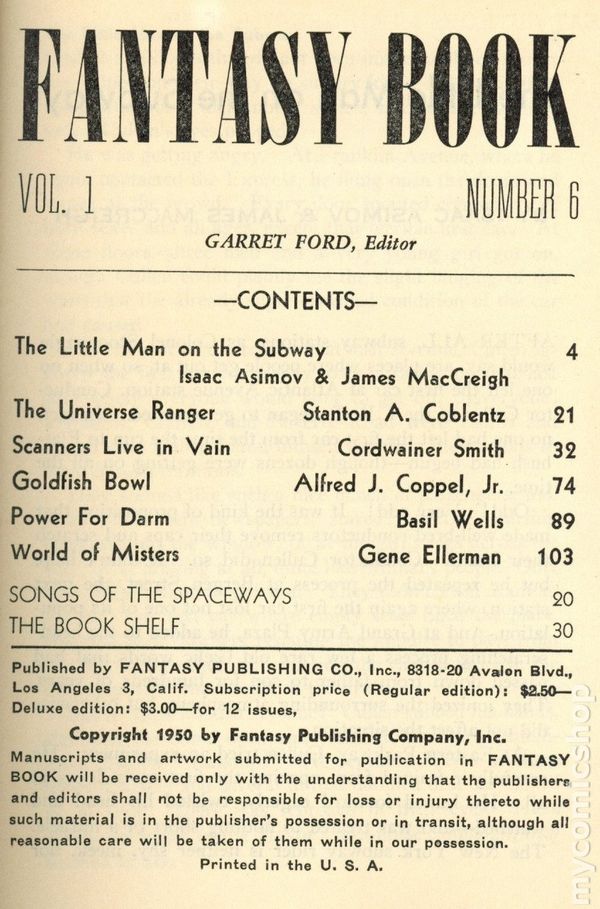 FANTASY BOOK
VOL. 1 NUMBER 6
GARRET FORD, Editor
—CONTENTS—
The Little Man on the Subway 4
Isaac Asimov & James MacCreigh
The Universe Ranger Stanton A. Coblentz 21
Scanners Live in Vain Cordwainer Smith 32
Goldfish Bowl Alfred J. Coppel, Jr. 74
Power For Darm Basil Wells 89
World of Misters Gene Ellerman 103
SONGS OF THE SPACEWAYS 20
THE BOOK SHELF 30
Published by FANTASY PUBLISHING CO., Inc., 8318-20 Avalon Blvd.,
Los Angeles 3, Calif. Subscription price (Regular edition): $2.50—
Deluxe edition: $3.00—for 12 issues,
Copyright 1950 by Fantasy Publishing Company, Inc.
Manuscripts and artwork submitted for publication in FANTASY
BOOK will be received only with the understanding that the publishers
and editors shall not be responsible for loss or injury thereto while
such material is in the publisher's possession or in transit, although all
reasonable care will be taken of them while in our possession.
Printed in the U. S. A.
mycomicshop